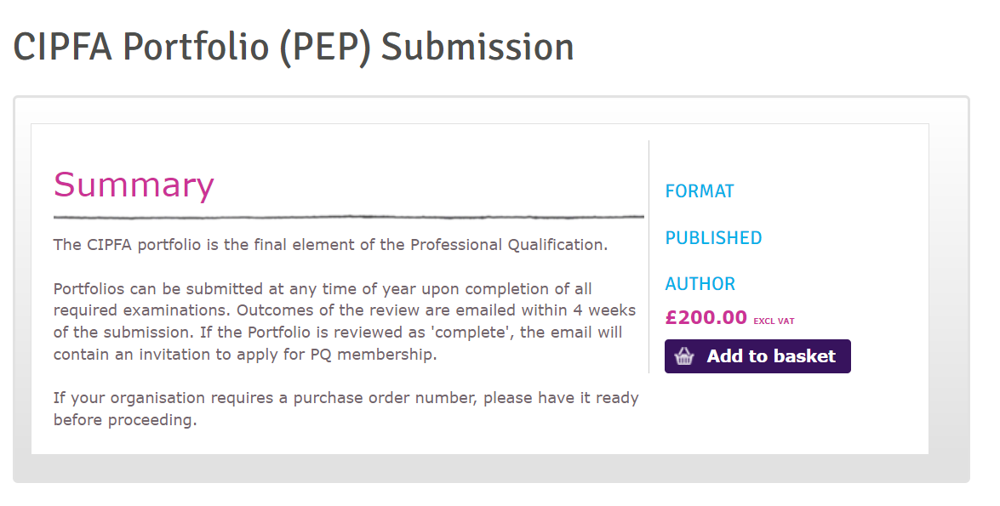 CIPFA Portfolio (PEP) Submission
Summary
The CIPFA portfolio is the final element of the Professional Qualification.
Portfolios can be submitted at any time of year upon completion of all
required examinations. Outcomes of the review are emailed within 4 weeks
of the submission. If the Portfolio is reviewed as 'complete', the email will
contain an invitation to apply for PQ membership.
If your organisation requires a purchase order number, please have it ready
before proceeding.
FORMAT
PUBLISHED
AUTHOR
£200.00 EXCL VAT
Add to basket